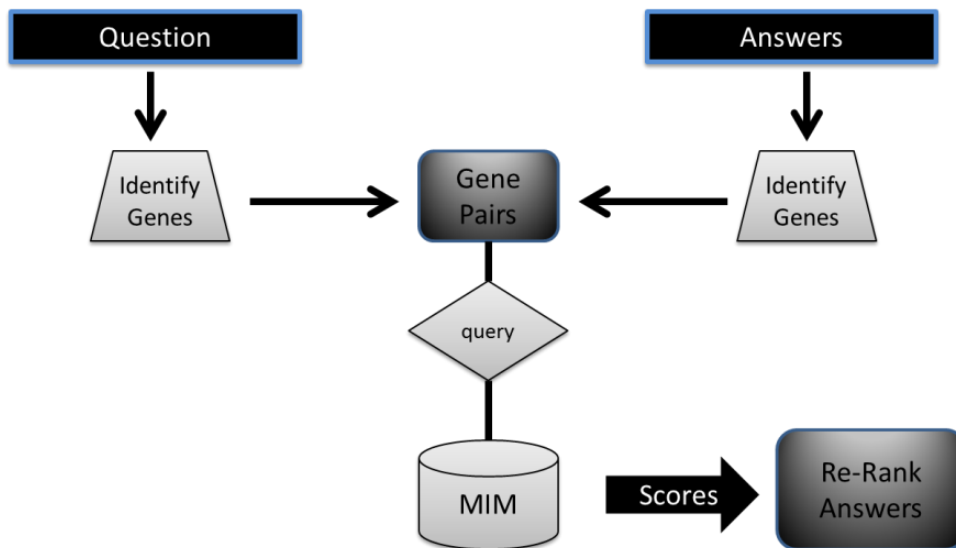 Question
Answers
Identify
Genes
Gene
Pairs
Identify
Genes
query
MIM
Scores
Re-Rank
Answers